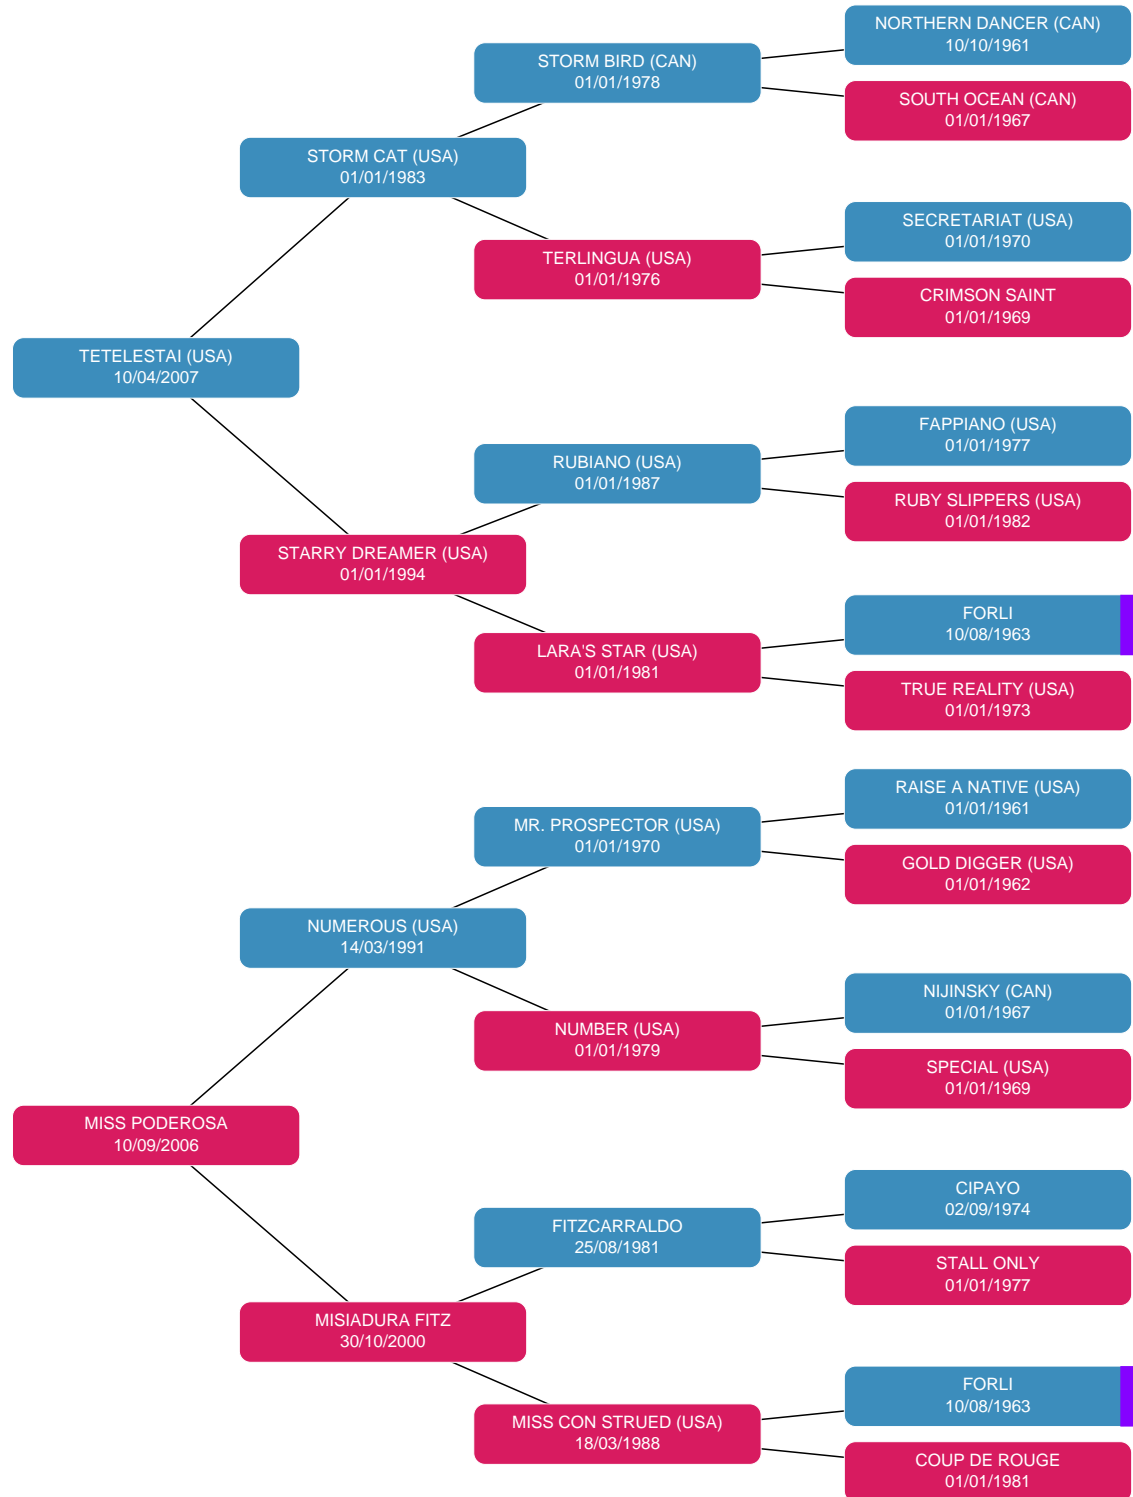 NORTHERN DANCER (CAN)
10/10/1961
STORM BIRD (CAN)
01/01/1978
SOUTH OCEAN (CAN)
01/01/1967
STORM CAT (USA)
01/01/1983
SECRETARIAT (USA)
01/01/1970
TERLINGUA (USA)
01/01/1976
CRIMSON SAINT
01/01/1969
TETELESTAI (USA)
10/04/2007
FAPPIANO (USA)
01/01/1977
RUBIANO (USA)
01/01/1987
RUBY SLIPPERS (USA)
01/01/1982
STARRY DREAMER (USA)
01/01/1994
FORLI
10/08/1963
LARA'S STAR (USA)
01/01/1981
TRUE REALITY (USA)
01/01/1973
RAISE A NATIVE (USA)
01/01/1961
MR. PROSPECTOR (USA)
01/01/1970
GOLD DIGGER (USA)
01/01/1962
NUMEROUS (USA)
14/03/1991
NIJINSKY (CAN)
01/01/1967
NUMBER (USA)
01/01/1979
SPECIAL (USA)
01/01/1969
MISS PODEROSA
10/09/2006
CIPAYO
02/09/1974
FITZCARRALDO
25/08/1981
STALL ONLY
01/01/1977
MISIADURA FITZ
30/10/2000
FORLI
10/08/1963
MISS CON STRUED (USA)
18/03/1988
COUP DE ROUGE
01/01/1981